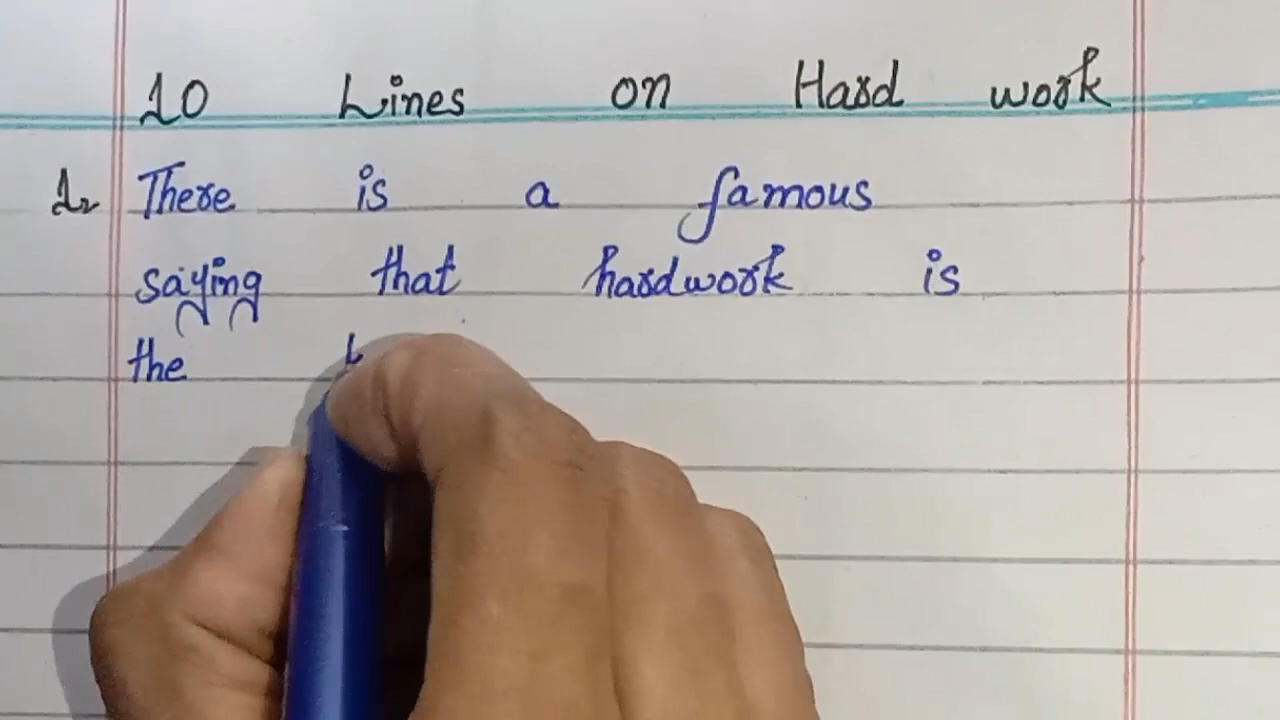 10 Lines on Hard work
1. There is a famous
saying that hardwork is
the